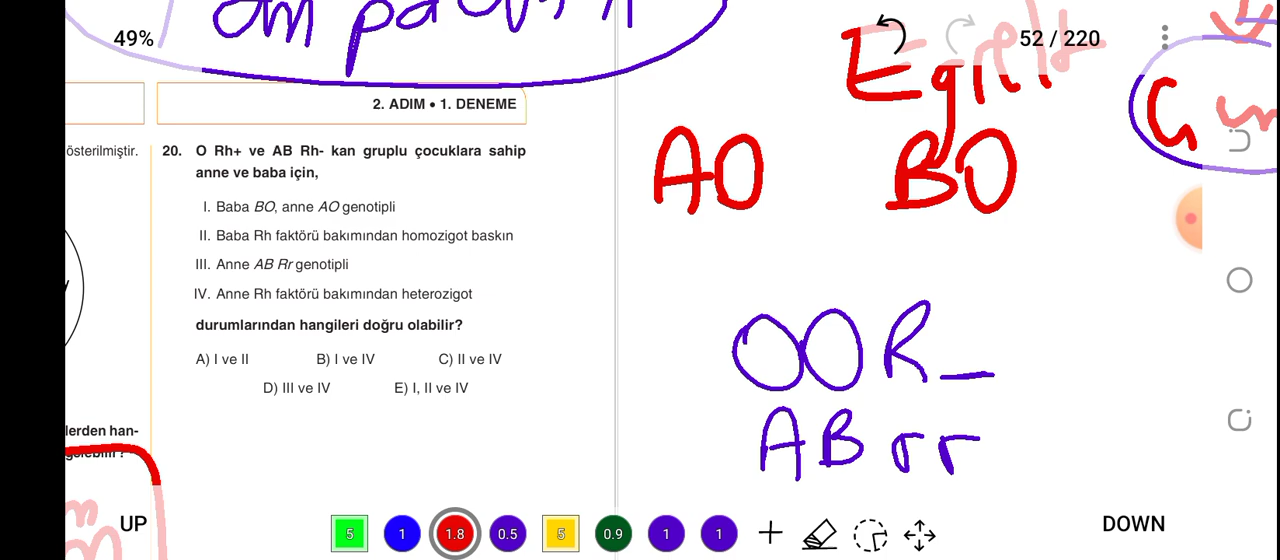 49%
52 / 220
2. ADIM • 1. DENEME
österilmiştir.
20. O Rh+ ve AB Rh- kan gruplu çocuklara sahip
anne ve baba için,
I. Baba BO, anne AO genotipli
II. Baba Rh faktörü bakımından homozigot baskın
III. Anne AB Rr genotipli
IV. Anne Rh faktörü bakımından heterozigot
durumlarından hangileri doğru olabilir?
A) I ve II B) I ve IV C) II ve IV
D) III ve IV E) I, II ve IV
lerden han-
AO BO
OO R_
AB rr
UP
5 1 1.8 0.5 5 0.9 1 1
DOWN